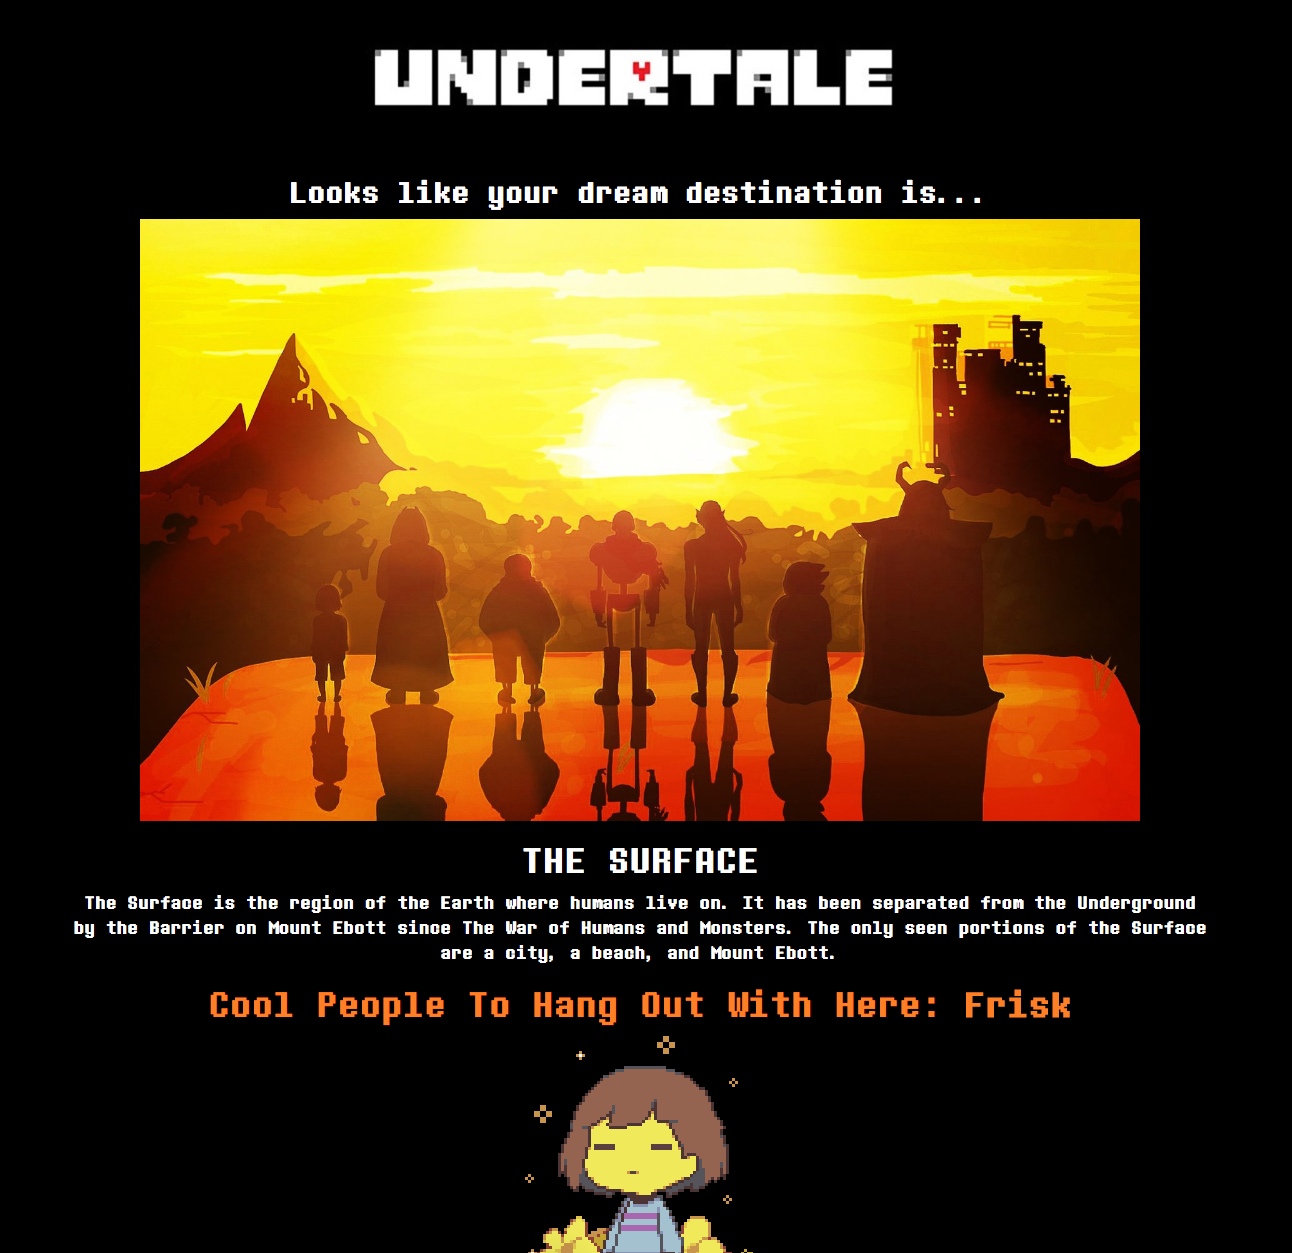 UNDERTALE
Looks like your dream destination is...
THE SURFACE
The Surface is the region of the Earth where humans live on. It has been separated from the Underground
by the Barrier on Mount Ebott since The War of Humans and Monsters. The only seen portions of the Surface
are a city, a beach, and Mount Ebott.
Cool People To Hang Out With Here: Frisk